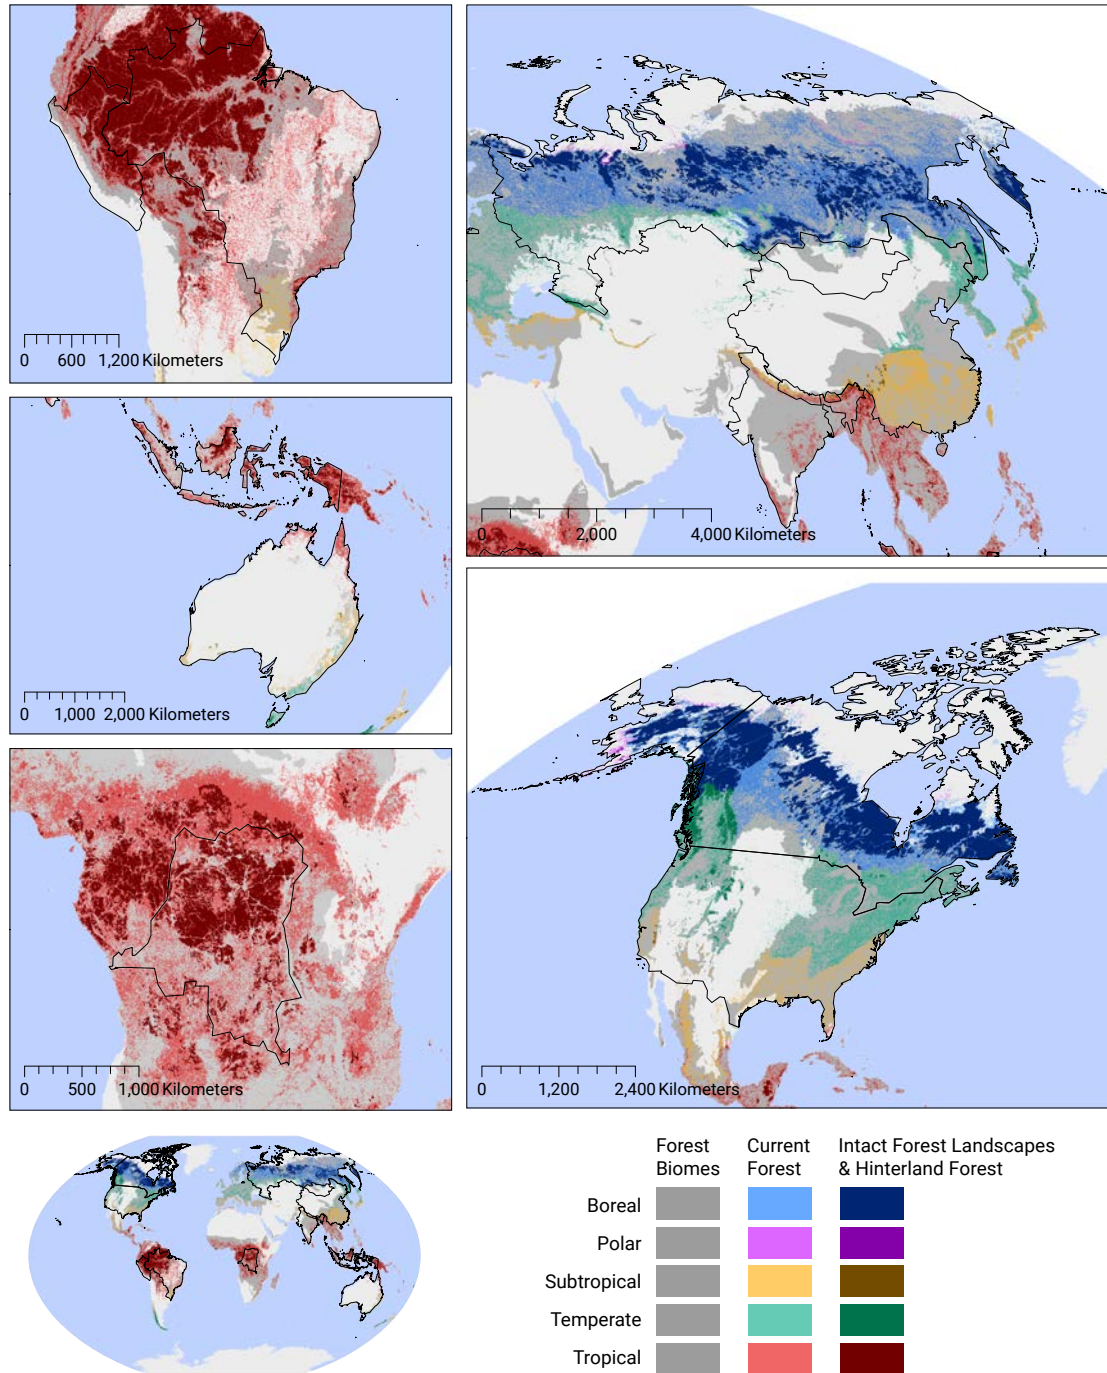 0 600 1,200 Kilometers
0 2,000 4,000 Kilometers
0 1,000 2,000 Kilometers
0 500 1,000 Kilometers
0 1,200 2,400 Kilometers
Forest Biomes
Current Forest
Intact Forest Landscapes
& Hinterland Forest
Boreal
Polar
Subtropical
Temperate
Tropical